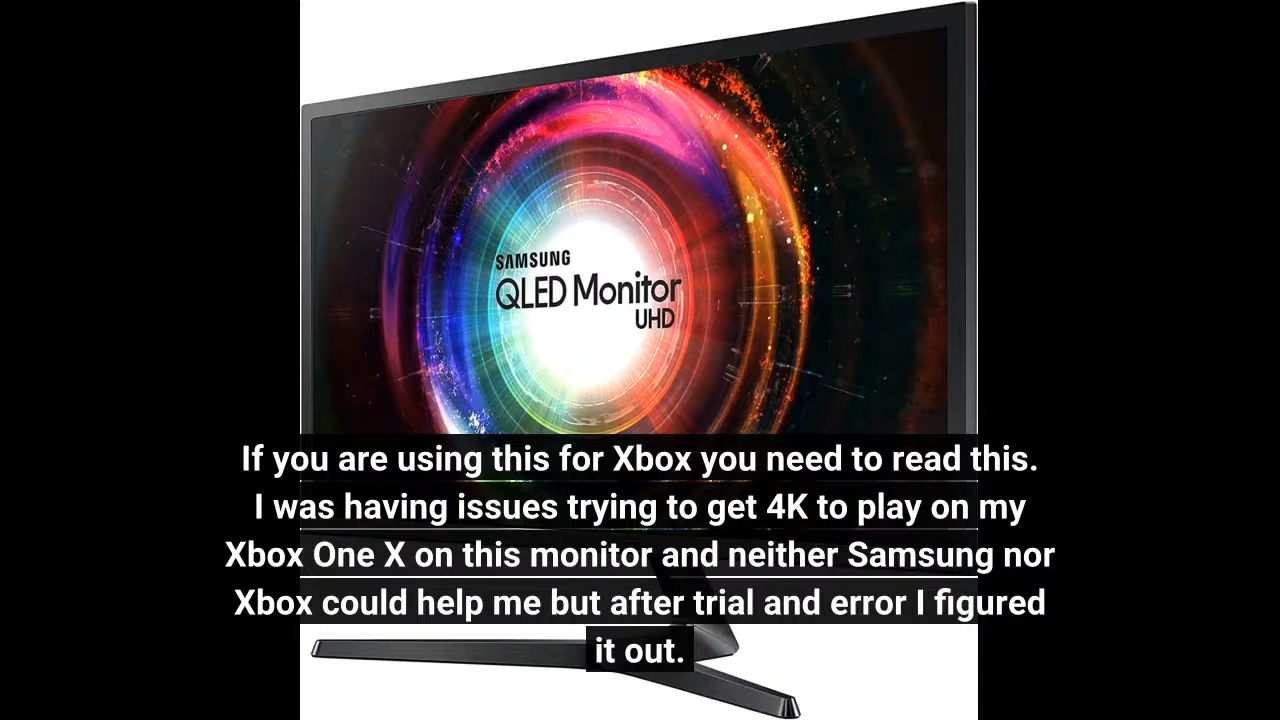 SAMSUNG
QLED Monitor
UHD
If you are using this for Xbox you need to read this.
I was having issues trying to get 4K to play on my
Xbox One X on this monitor and neither Samsung nor
Xbox could help me but after trial and error I figured
it out.